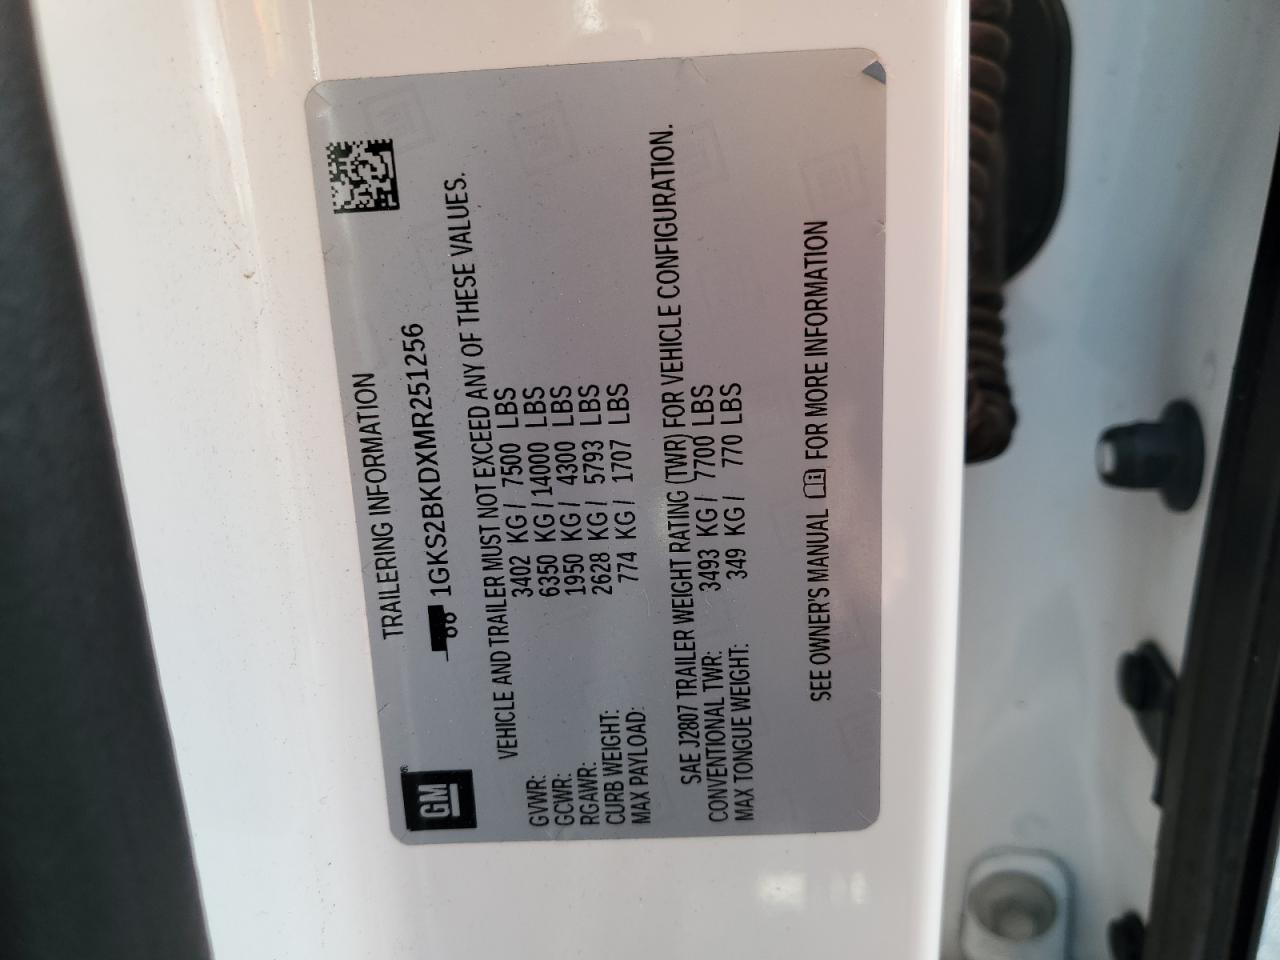 GM®
TRAILERING INFORMATION
1GKS2BKDXMR251256
VEHICLE AND TRAILER MUST NOT EXCEED ANY OF THESE VALUES.
GVWR: 3402 KG / 7500 LBS
GCWR: 6350 KG / 14000 LBS
RGAWR: 1950 KG / 4300 LBS
CURB WEIGHT: 2628 KG / 5793 LBS
MAX PAYLOAD: 774 KG / 1707 LBS
SAE J2807 TRAILER WEIGHT RATING (TWR) FOR VEHICLE CONFIGURATION.
CONVENTIONAL TWR: 3493 KG / 7700 LBS
MAX TONGUE WEIGHT: 349 KG / 770 LBS
SEE OWNER'S MANUAL FOR MORE INFORMATION